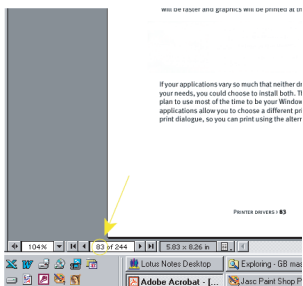 will be faster and graphics will be printed at th
If your applications vary so much that neither dr
your needs, you could choose to install both. Th
plan to use most of the time to be your Window
applications allow you to choose a different pri
print dialogue, so you can print using the altern
PRINTER DRIVERS > 83
104% 83 of 244 5.83 x 8.26 in
Lotus Notes Desktop Exploring - GB mas
Adobe Acrobat - [... Jasc Paint Shop P